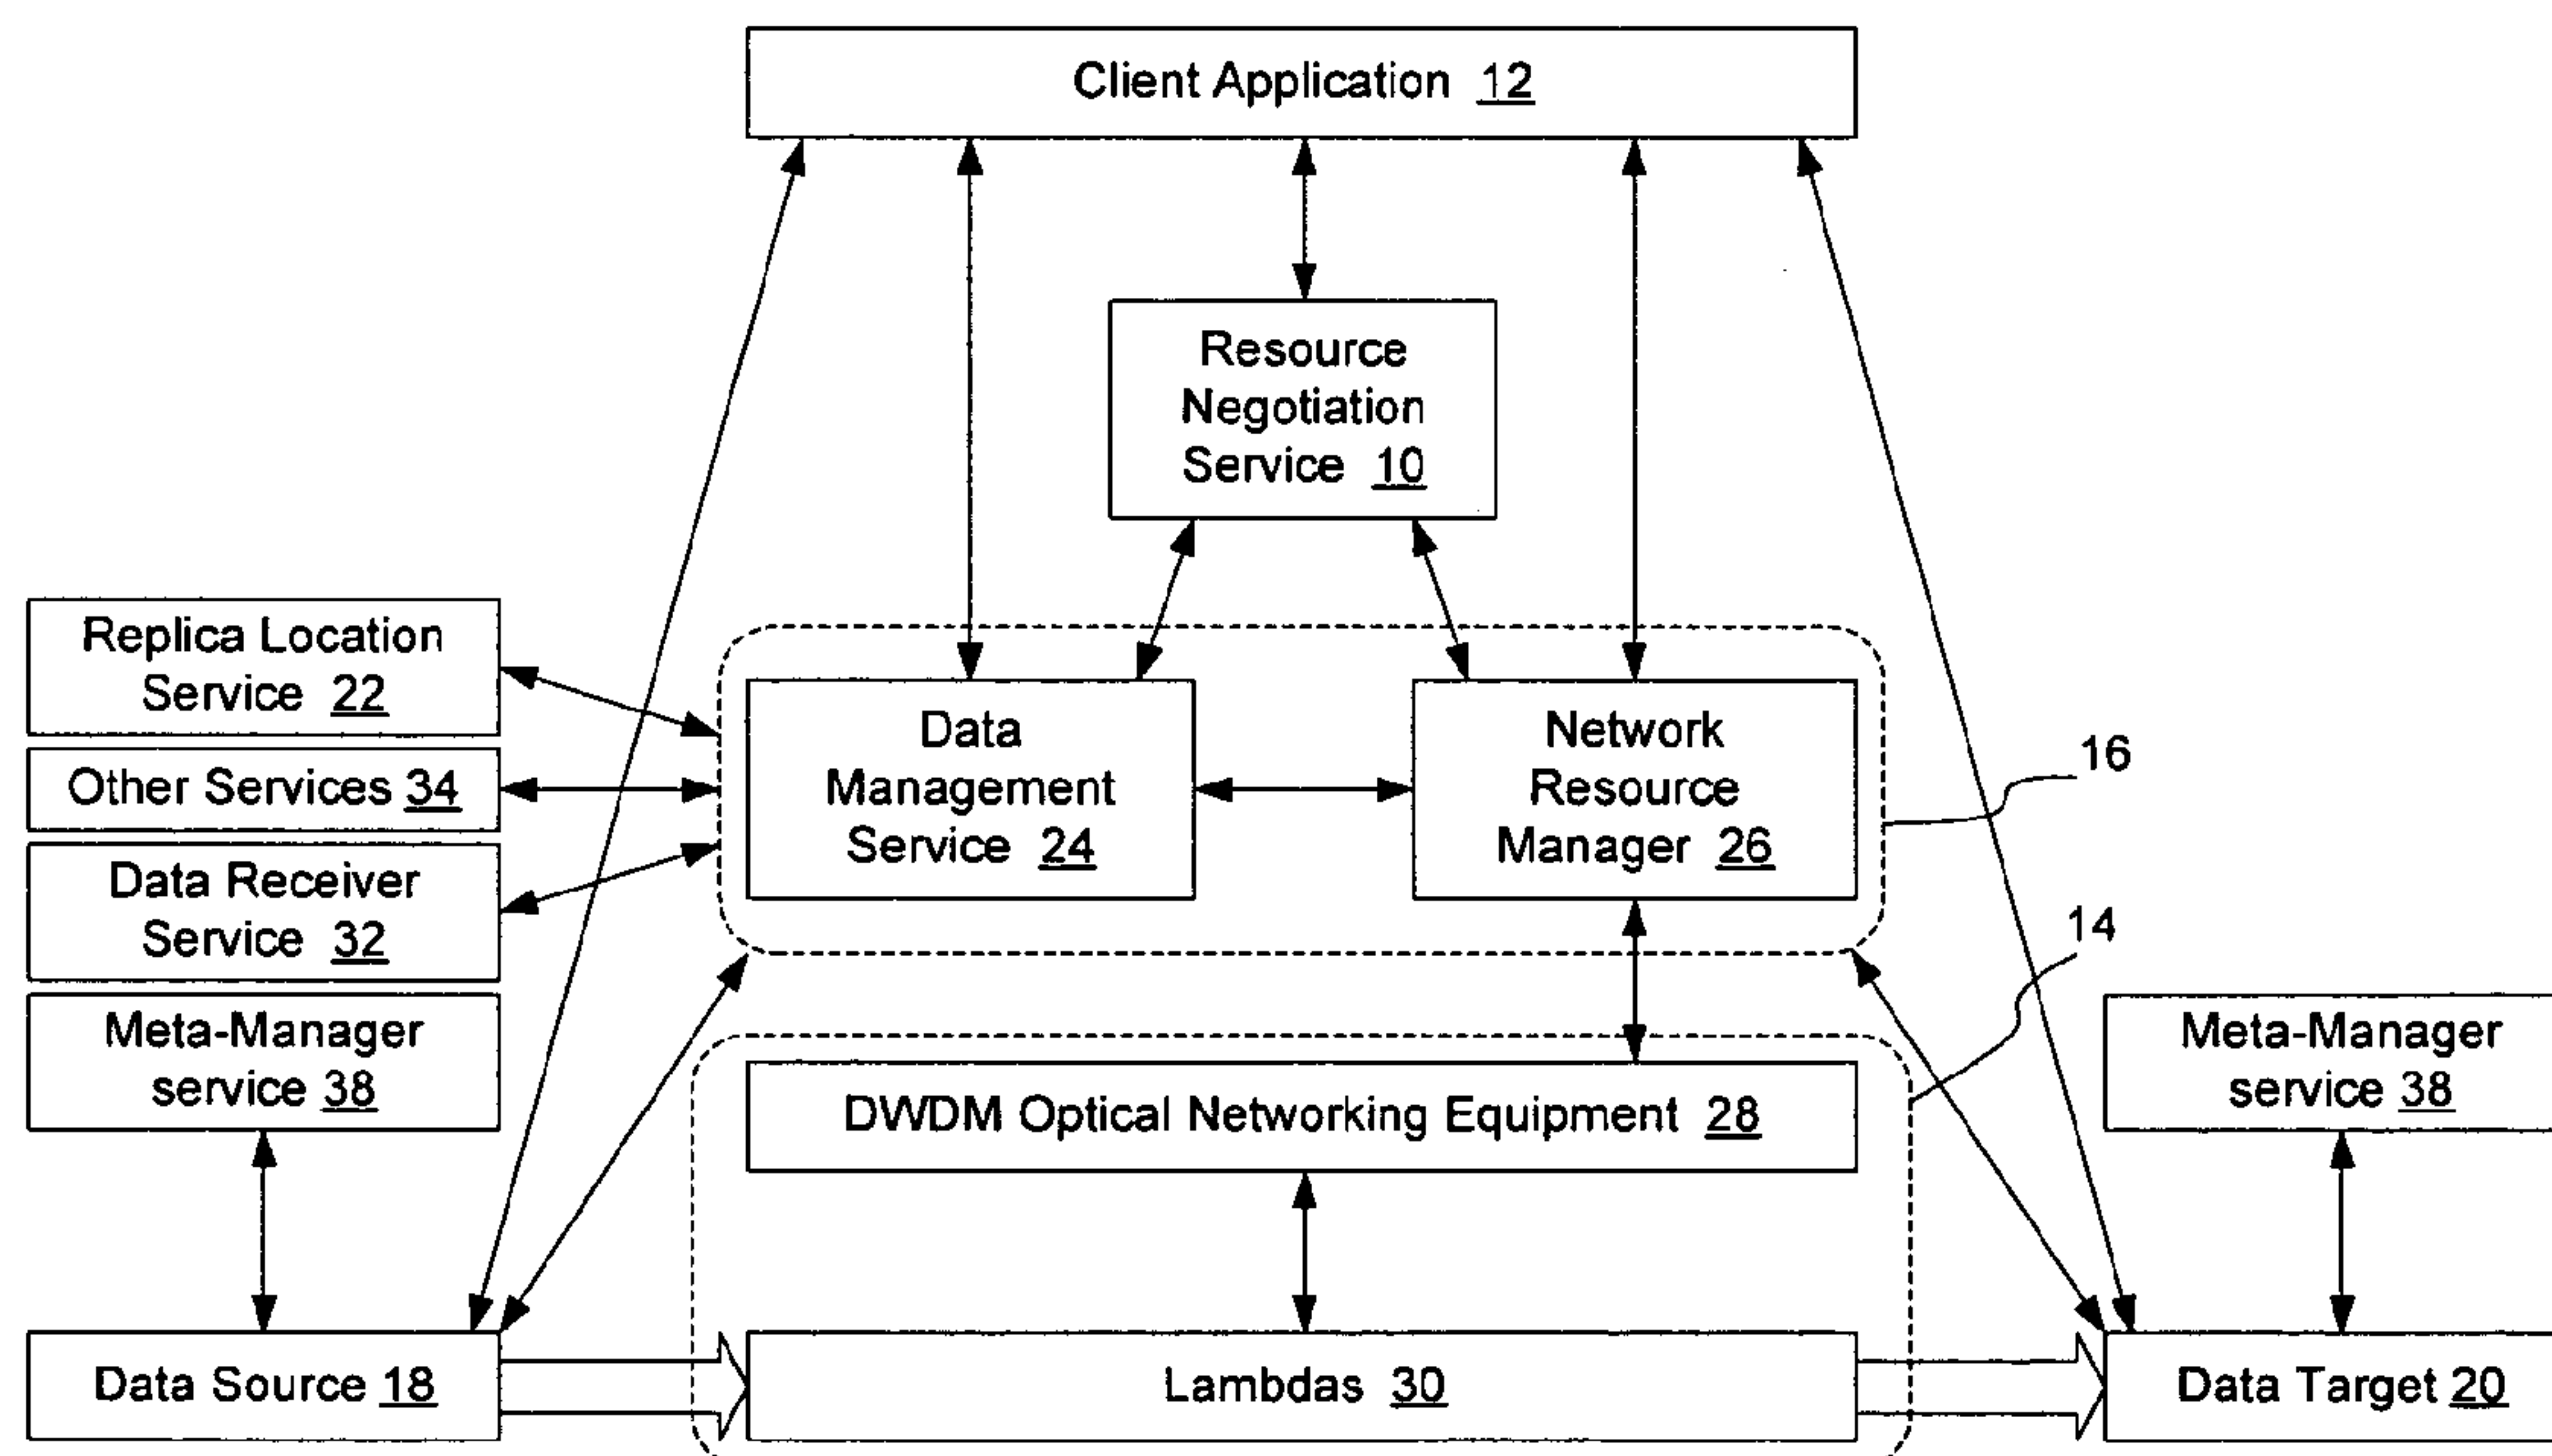 Client Application 12
Resource
Negotiation
Service 10
Replica Location
Service 22
Other Services 34
Data Receiver
Service 32
Meta-Manager
service 38
Data
Management
Service 24
Network
Resource
Manager 26
16
14
DWDM Optical Networking Equipment 28
Meta-Manager
service 38
Data Source 18
Lambdas 30
Data Target 20